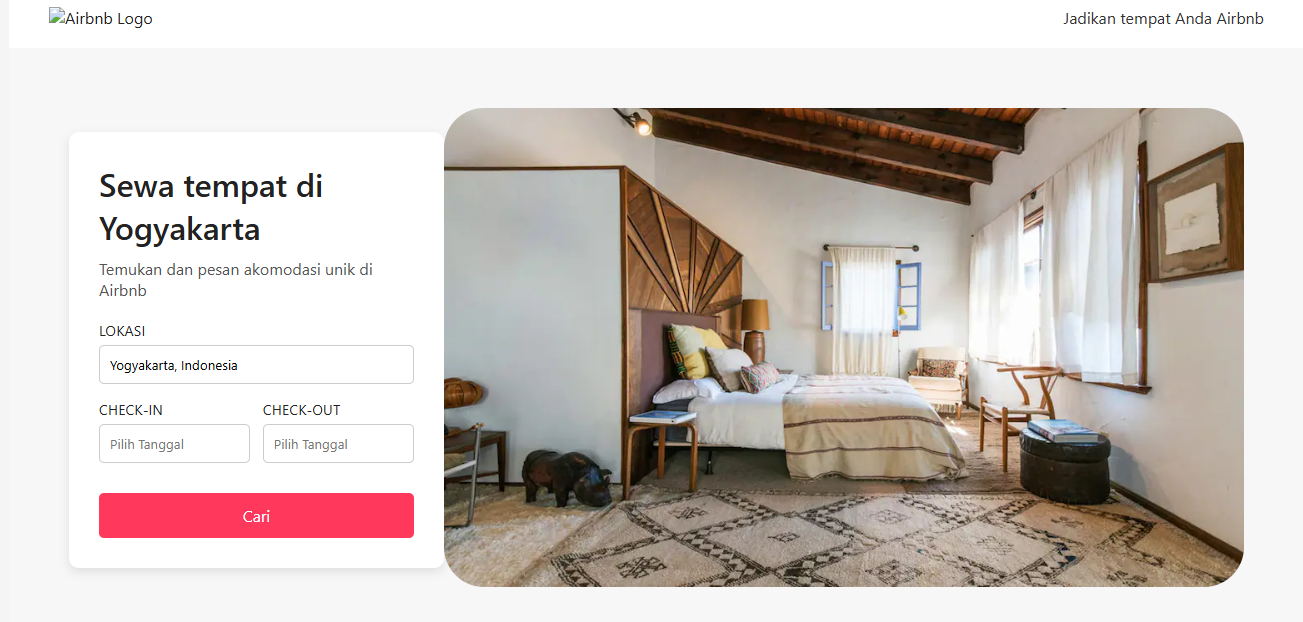 Airbnb Logo
Jadikan tempat Anda Airbnb
Sewa tempat di
Yogyakarta
Temukan dan pesan akomodasi unik di
Airbnb
LOKASI
Yogyakarta, Indonesia
CHECK-IN CHECK-OUT
Pilih Tanggal Pilih Tanggal
Cari